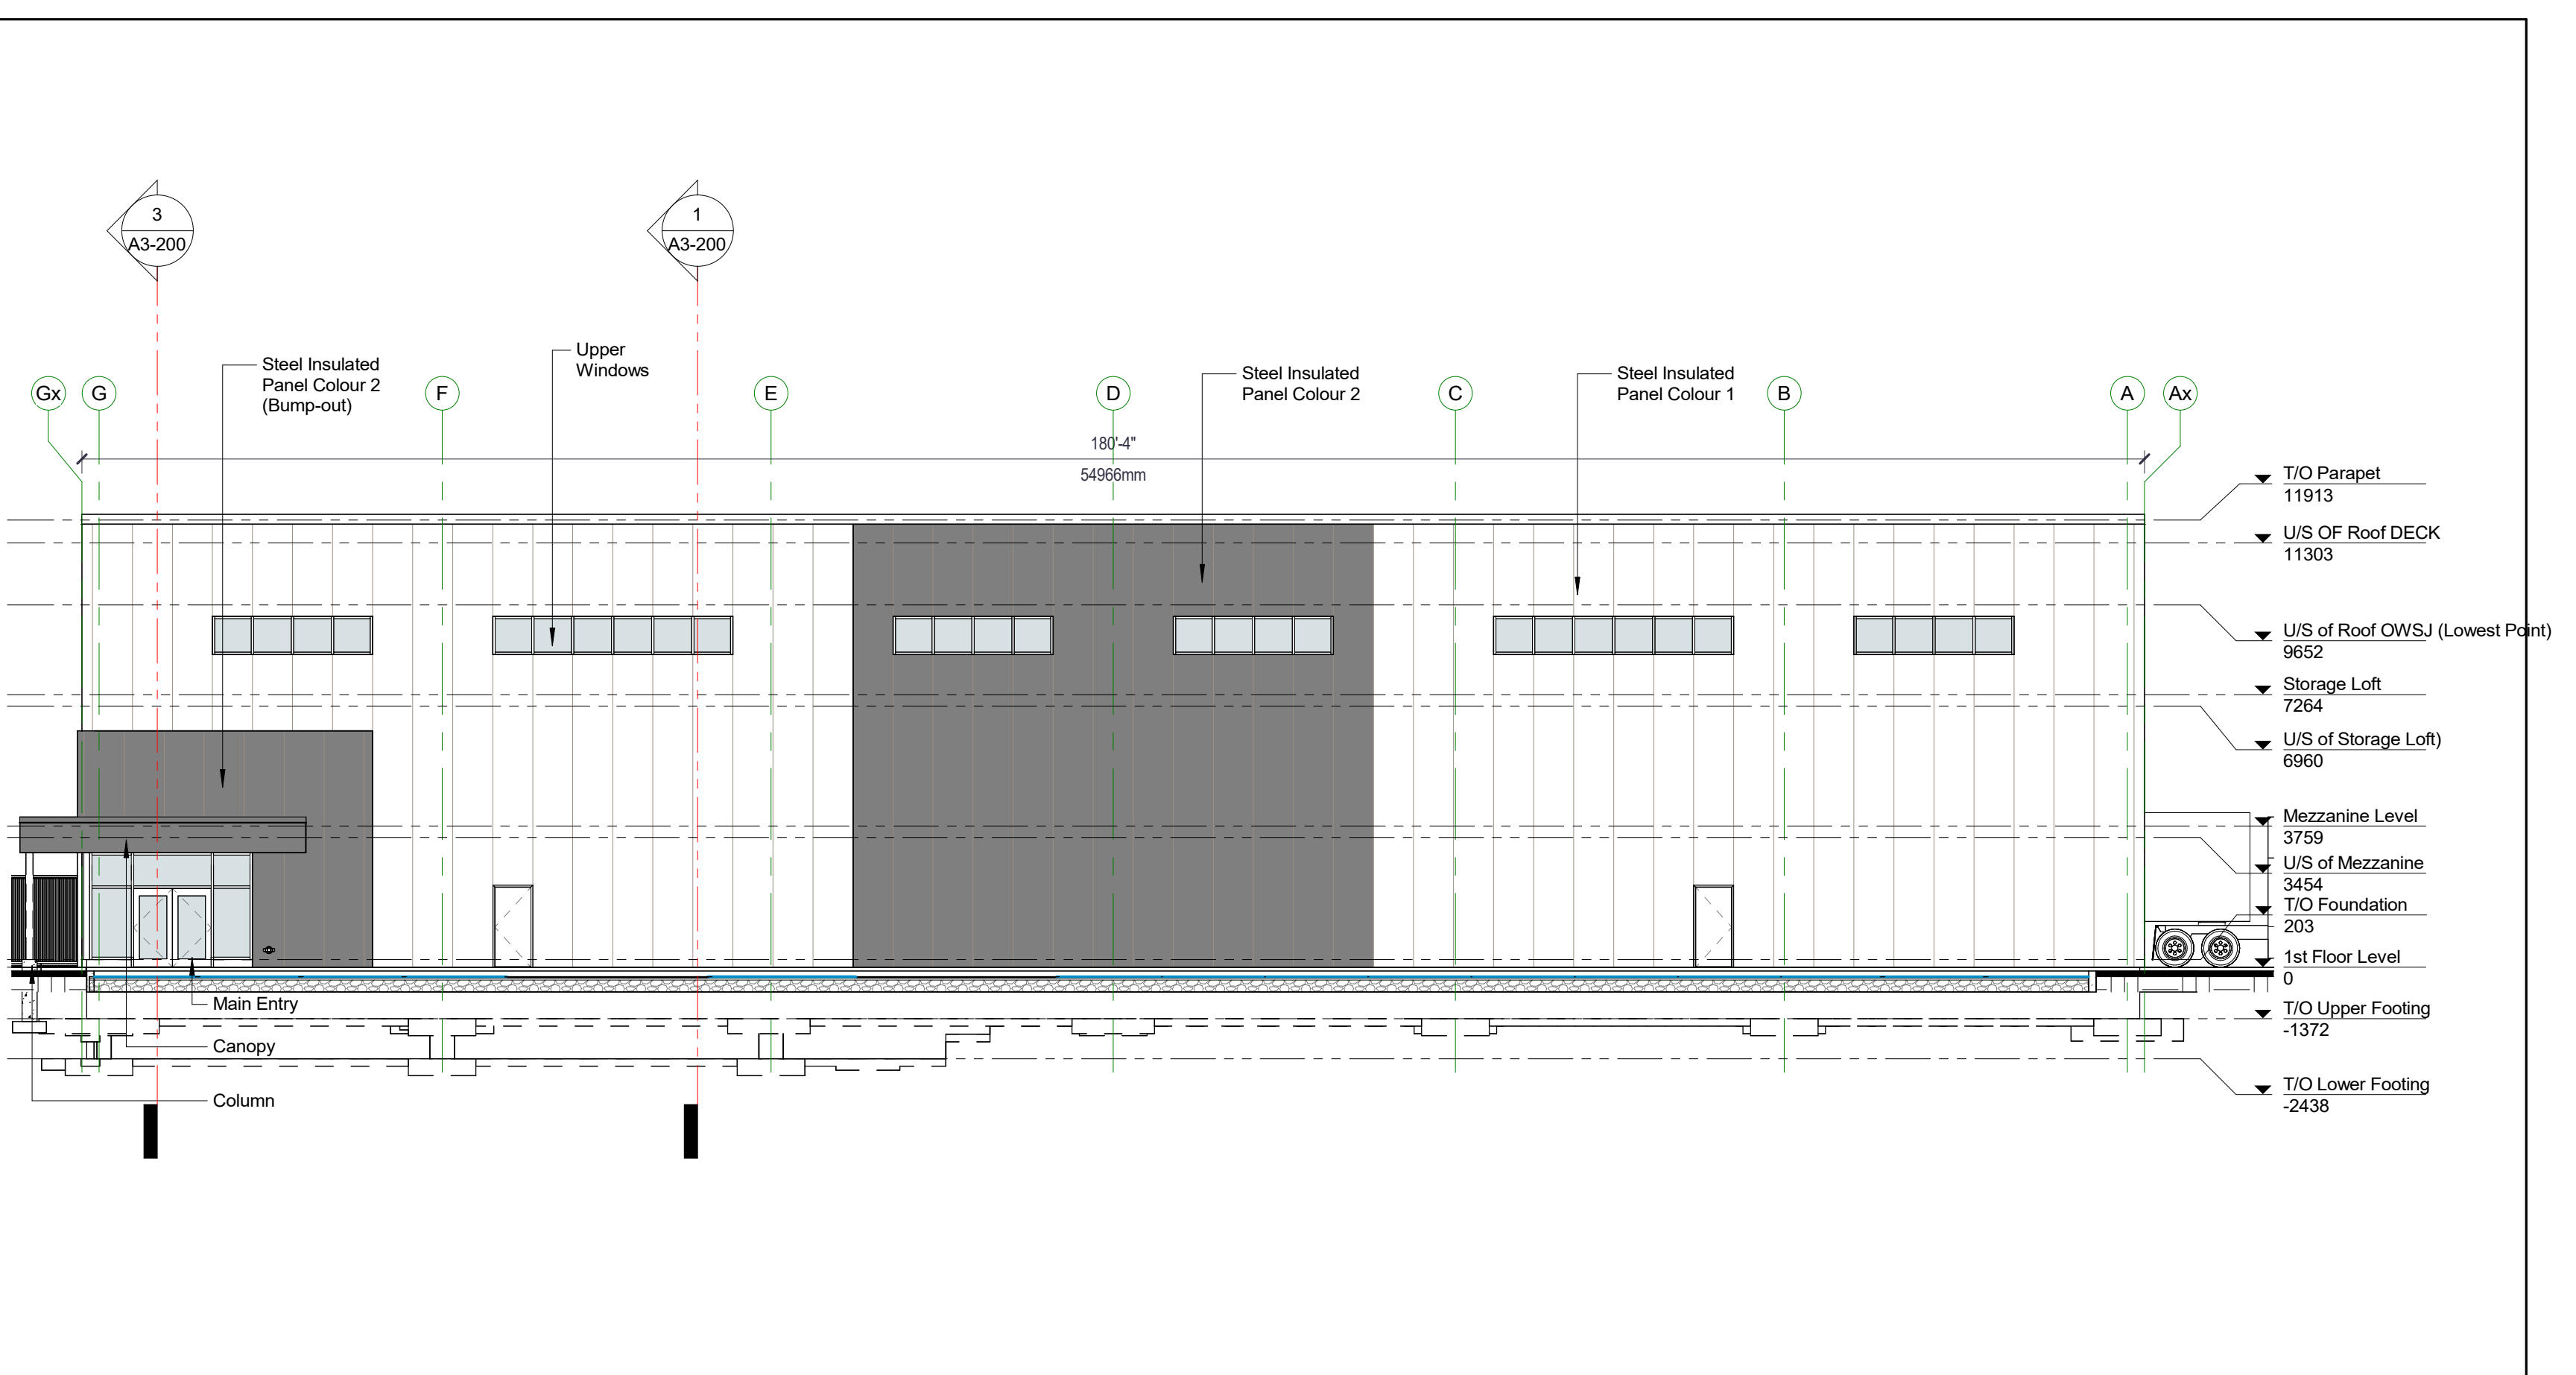 3
A3-200
1
A3-200
Upper
Windows
Steel Insulated
Panel Colour 2
(Bump-out)
Steel Insulated
Panel Colour 2
Steel Insulated
Panel Colour 1
Gx
G
F
E
D
C
B
A
Ax
180'-4"
54966mm
T/O Parapet
11913
U/S OF Roof DECK
11303
U/S of Roof OWSJ (Lowest Point)
9652
Storage Loft
7264
U/S of Storage Loft)
6960
Mezzanine Level
3759
U/S of Mezzanine
3454
T/O Foundation
203
1st Floor Level
0
Main Entry
T/O Upper Footing
-1372
Canopy
T/O Lower Footing
-2438
Column